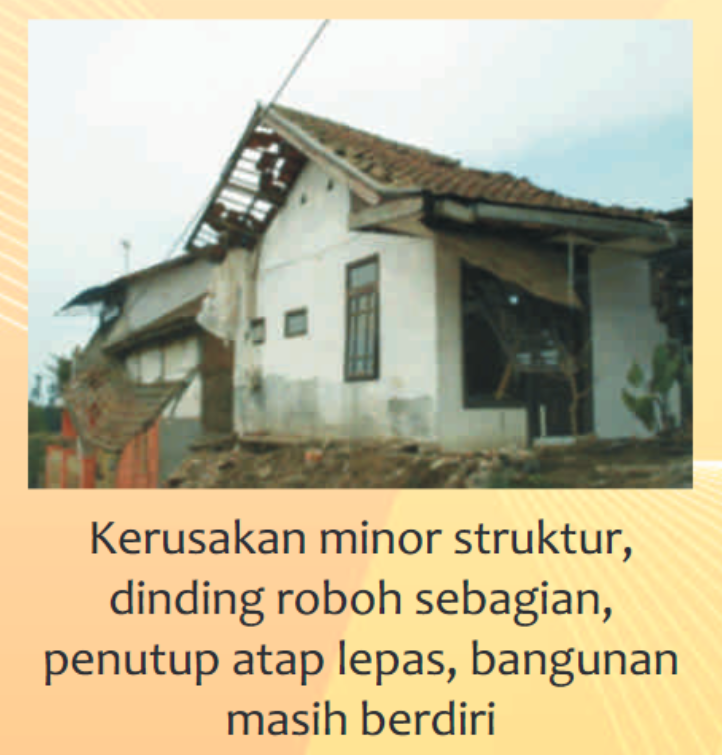 Kerusakan minor struktur,
dinding roboh sebagian,
penutup atap lepas, bangunan
masih berdiri